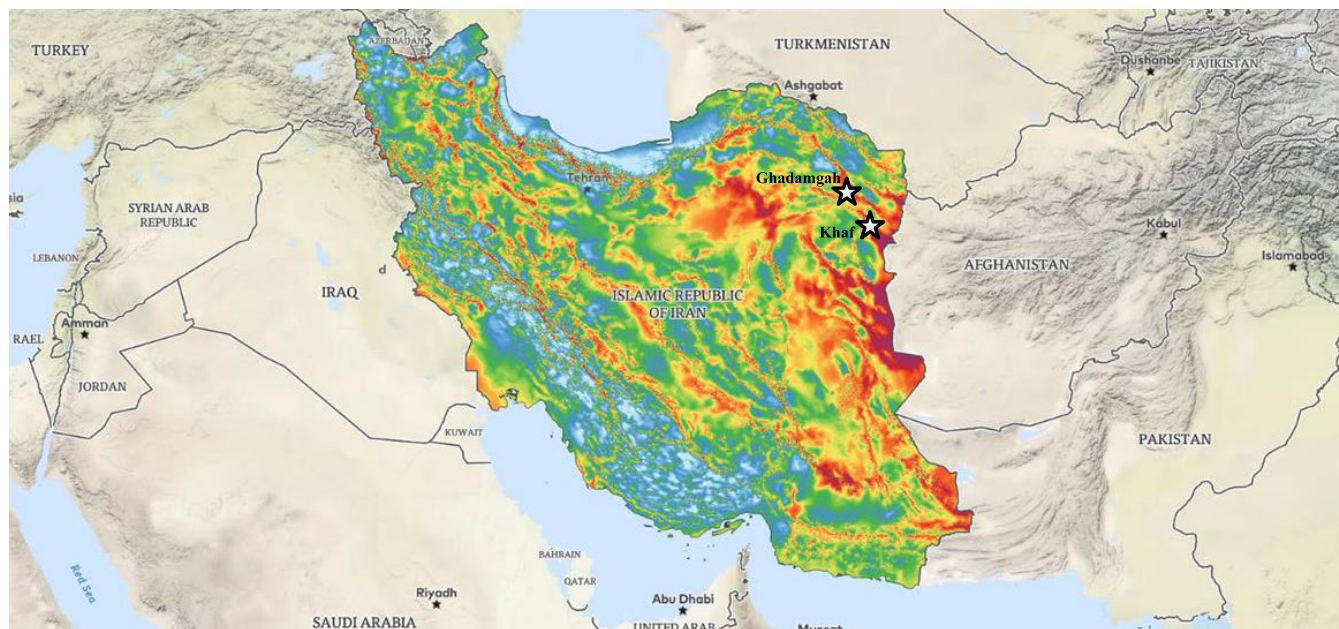 TURKEY
AZERBAIJAN
TURKMENISTAN
Dushanbe
TAJIKISTAN
Ashgabat
Tehran
Ghadamgah
Khaf
SYRIAN ARAB
REPUBLIC
LEBANON
IRAQ
d
ISLAMIC REPUBLIC
OF IRAN
AFGHANISTAN
Kabul
Islamabad
RAEL
Amman
JORDAN
KUWAIT
PAKISTAN
Red Sea
BAHRAIN
QATAR
Riyadh
Abu Dhabi
SAUDI ARABIA
UNITED ARAB